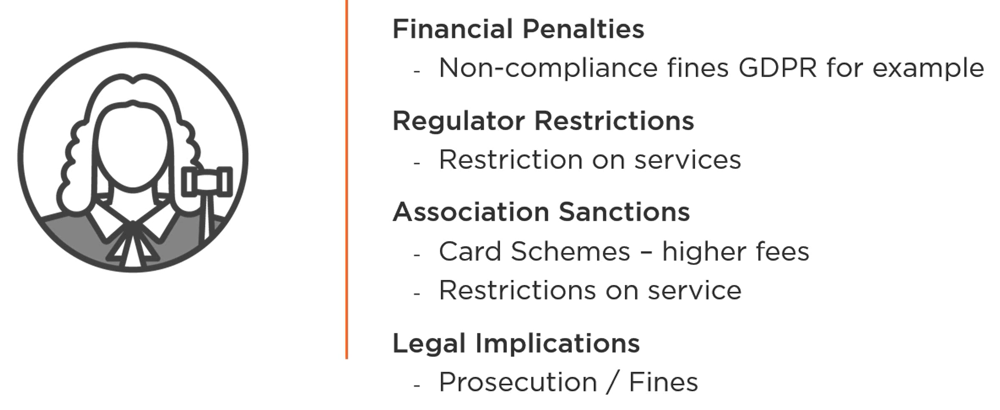 Financial Penalties
- Non-compliance fines GDPR for example
Regulator Restrictions
- Restriction on services
Association Sanctions
- Card Schemes – higher fees
- Restrictions on service
Legal Implications
- Prosecution / Fines